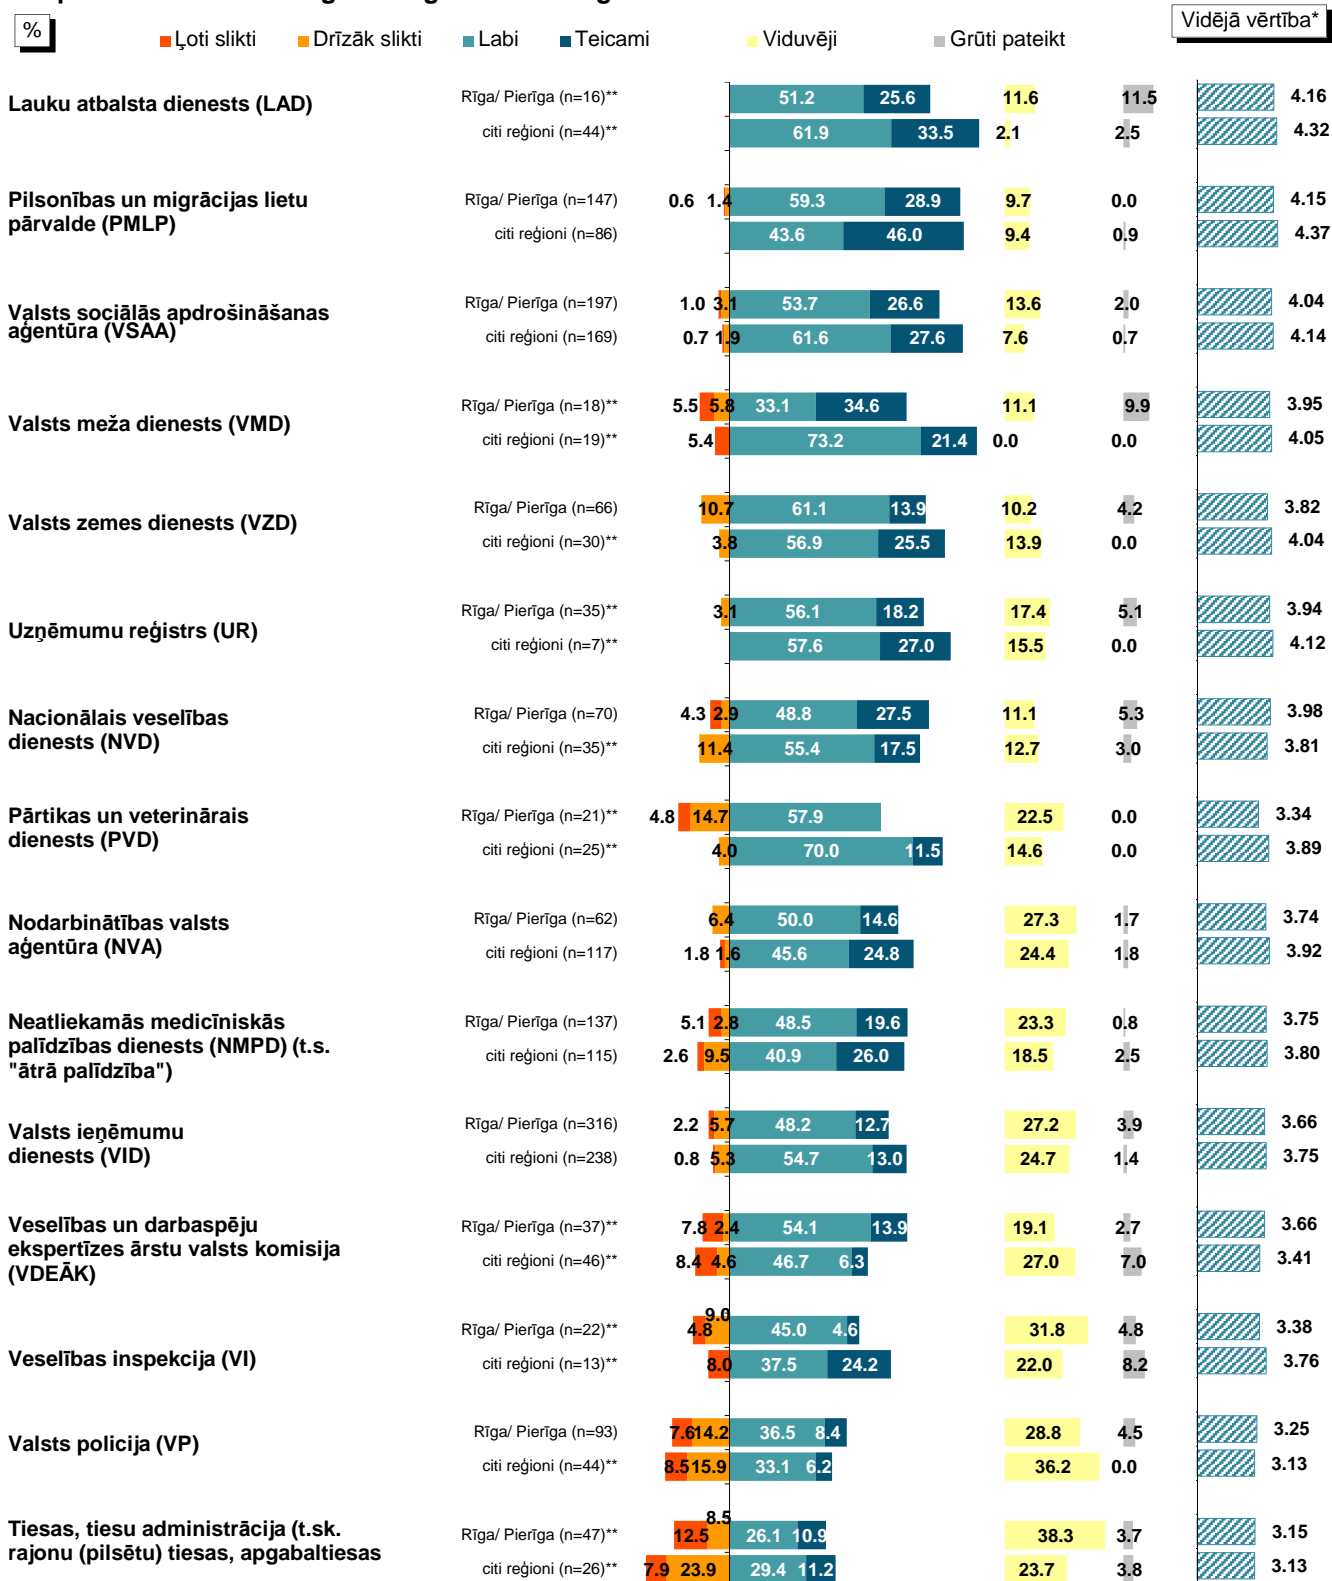 %
Vidējā vērtība*
Ļoti slikti Drīzāk slikti Labi Teicami Viduvēji Grūti pateikt
Lauku atbalsta dienests (LAD)
Rīga/ Pierīga (n=16)** 51.2 25.6 11.6 11.5 4.16
citi reģioni (n=44)** 61.9 33.5 2.1 2.5 4.32
Pilsonības un migrācijas lietu
pārvalde (PMLP)
Rīga/ Pierīga (n=147) 0.6 1.4 59.3 28.9 9.7 0.0 4.15
citi reģioni (n=86) 43.6 46.0 9.4 0.9 4.37
Valsts sociālās apdrošināšanas
aģentūra (VSAA)
Rīga/ Pierīga (n=197) 1.0 3.1 53.7 26.6 13.6 2.0 4.04
citi reģioni (n=169) 0.7 1.9 61.6 27.6 7.6 0.7 4.14
Valsts meža dienests (VMD)
Rīga/ Pierīga (n=18)** 5.5 5.8 33.1 34.6 11.1 9.9 3.95
citi reģioni (n=19)** 5.4 73.2 21.4 0.0 0.0 4.05
Valsts zemes dienests (VZD)
Rīga/ Pierīga (n=66) 10.7 61.1 13.9 10.2 4.2 3.82
citi reģioni (n=30)** 3.8 56.9 25.5 13.9 0.0 4.04
Uzņēmumu reģistrs (UR)
Rīga/ Pierīga (n=35)** 3.1 56.1 18.2 17.4 5.1 3.94
citi reģioni (n=7)** 57.6 27.0 15.5 0.0 4.12
Nacionālais veselības
dienests (NVD)
Rīga/ Pierīga (n=70) 4.3 2.9 48.8 27.5 11.1 5.3 3.98
citi reģioni (n=35)** 11.4 55.4 17.5 12.7 3.0 3.81
Pārtikas un veterinārais
dienests (PVD)
Rīga/ Pierīga (n=21)** 4.8 14.7 57.9 22.5 0.0 3.34
citi reģioni (n=25)** 4.0 70.0 11.5 14.6 0.0 3.89
Nodarbinātības valsts
aģentūra (NVA)
Rīga/ Pierīga (n=62) 6.4 50.0 14.6 27.3 1.7 3.74
citi reģioni (n=117) 1.8 1.6 45.6 24.8 24.4 1.8 3.92
Neatliekamās medicīniskās
palīdzības dienests (NMPD) (t.s.
"ātrā palīdzība")
Rīga/ Pierīga (n=137) 5.1 2.8 48.5 19.6 23.3 0.8 3.75
citi reģioni (n=115) 2.6 9.5 40.9 26.0 18.5 2.5 3.80
Valsts ieņēmumu
dienests (VID)
Rīga/ Pierīga (n=316) 2.2 5.7 48.2 12.7 27.2 3.9 3.66
citi reģioni (n=238) 0.8 5.3 54.7 13.0 24.7 1.4 3.75
Veselības un darbaspēju
ekspertīzes ārstu valsts komisija
(VDEĀK)
Rīga/ Pierīga (n=37)** 7.8 2.4 54.1 13.9 19.1 2.7 3.66
citi reģioni (n=46)** 8.4 4.6 46.7 6.3 27.0 7.0 3.41
Veselības inspekcija (VI)
Rīga/ Pierīga (n=22)** 4.8 9.0 45.0 4.6 31.8 4.8 3.38
citi reģioni (n=13)** 8.0 37.5 24.2 22.0 8.2 3.76
Valsts policija (VP)
Rīga/ Pierīga (n=93) 7.6 14.2 36.5 8.4 28.8 4.5 3.25
citi reģioni (n=44)** 8.5 15.9 33.1 6.2 36.2 0.0 3.13
Tiesas, tiesu administrācija (t.sk.
rajonu (pilsētu) tiesas, apgabaltiesas
Rīga/ Pierīga (n=47)** 12.5 8.5 26.1 10.9 38.3 3.7 3.15
citi reģioni (n=26)** 7.9 23.9 29.4 11.2 23.7 3.8 3.13